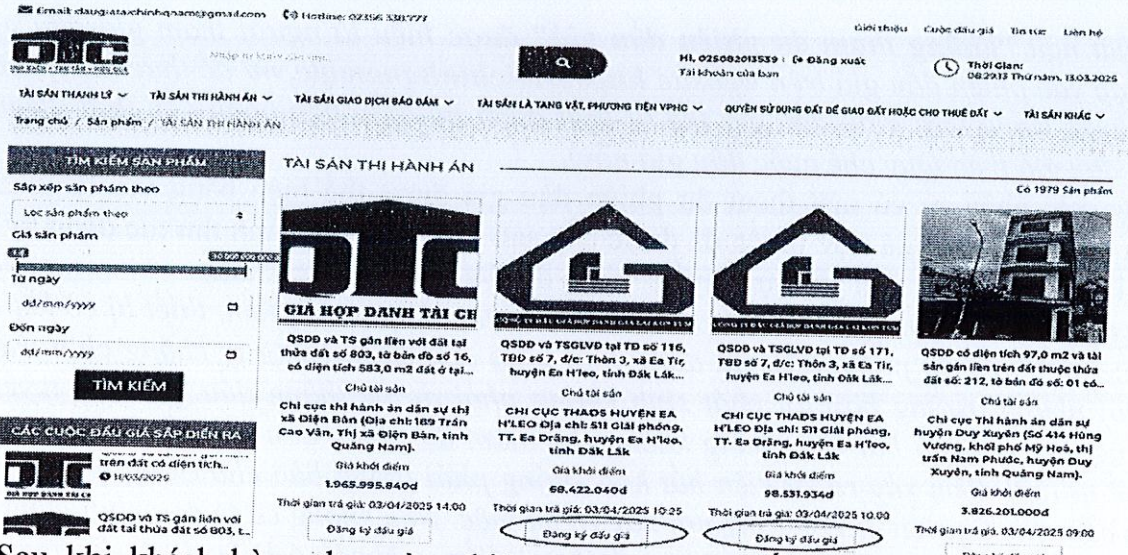 Email: daugiataichinhqnam@gmail.com Hotline: 02356 330.777
Giới thiệu Cuộc đấu giá Tin tức Liên hệ
Hi, 025082013539 Đăng xuất
Tài khoản của bạn
Thời Gian:
08:29:13 Thứ năm, 13.03.2025
TÀI SẢN THANH LÝ TÀI SẢN THI HÀNH ÁN TÀI SẢN GIAO DỊCH BẢO ĐẢM TÀI SẢN LÀ TANG VẬT, PHƯƠNG TIỆN VPHC QUYỀN SỬ DỤNG ĐẤT ĐỂ GIAO ĐẤT HOẶC CHO THUÊ ĐẤT TÀI SẢN KHÁC
Trang chủ / Sản phẩm / TÀI SẢN THI HÀNH ÁN
TÌM KIẾM SẢN PHẨM
Sắp xếp sản phẩm theo
Lọc sản phẩm theo
Giá sản phẩm
Từ ngày
dd/mm/yyyy
Đến ngày
dd/mm/yyyy
TÌM KIẾM
CÁC CUỘC ĐẤU GIÁ SẮP DIỄN RA
trên đất có diện tích...
11/03/2025
QSDĐ và TS gắn liền với
đất tại thửa đất số 803, t...
TÀI SẢN THI HÀNH ÁN
Có 1979 Sản phẩm
GIÁ HỢP DANH TÀI CH
QSDĐ và TS gắn liền với đất tại
thửa đất số 803, tờ bản đồ số 16,
có diện tích 583,0 m2 đất ở tại...
Chủ tài sản
Chi cục thi hành án dân sự thị
xã Điện Bàn (Địa chỉ: 189 Trần
Cao Vân, Thị xã Điện Bàn, tỉnh
Quảng Nam).
Giá khởi điểm
1.965.995.840đ
Thời gian trả giá: 03/04/2025 14:00
Đăng ký đấu giá
QSDĐ và TSGLVĐ tại TĐ số 116,
TBĐ số 7, đ/c: Thôn 3, xã Ea Tir,
huyện Ea H'leo, tỉnh Đắk Lắk...
Chủ tài sản
CHI CỤC THADS HUYỆN EA
H'LEO Địa chỉ: 511 Giải phóng,
TT. Ea Drăng, huyện Ea H'leo,
tỉnh Đắk Lắk
Giá khởi điểm
68.422.040đ
Thời gian trả giá: 03/04/2025 10:25
Đăng ký đấu giá
QSDĐ và TSGLVĐ tại TĐ số 171,
TBĐ số 7, đ/c: Thôn 3, xã Ea Tir,
huyện Ea H'leo, tỉnh Đắk Lắk...
Chủ tài sản
CHI CỤC THADS HUYỆN EA
H'LEO Địa chỉ: 511 Giải phóng,
TT. Ea Drăng, huyện Ea H'leo,
tỉnh Đắk Lắk
Giá khởi điểm
98.531.934đ
Thời gian trả giá: 03/04/2025 10:00
Đăng ký đấu giá
QSDĐ có diện tích 97,0 m2 và tài
sản gắn liền trên đất thuộc thửa
đất số: 212, tờ bản đồ số: 01 có...
Chủ tài sản
Chi cục Thi hành án dân sự
huyện Duy Xuyên (Số 414 Hùng
Vương, khối phố Mỹ Hoà, thị
trấn Nam Phước, huyện Duy
Xuyên, tỉnh Quảng Nam).
Giá khởi điểm
3.826.201.000đ
Thời gian trả giá: 03/04/2025 09:00